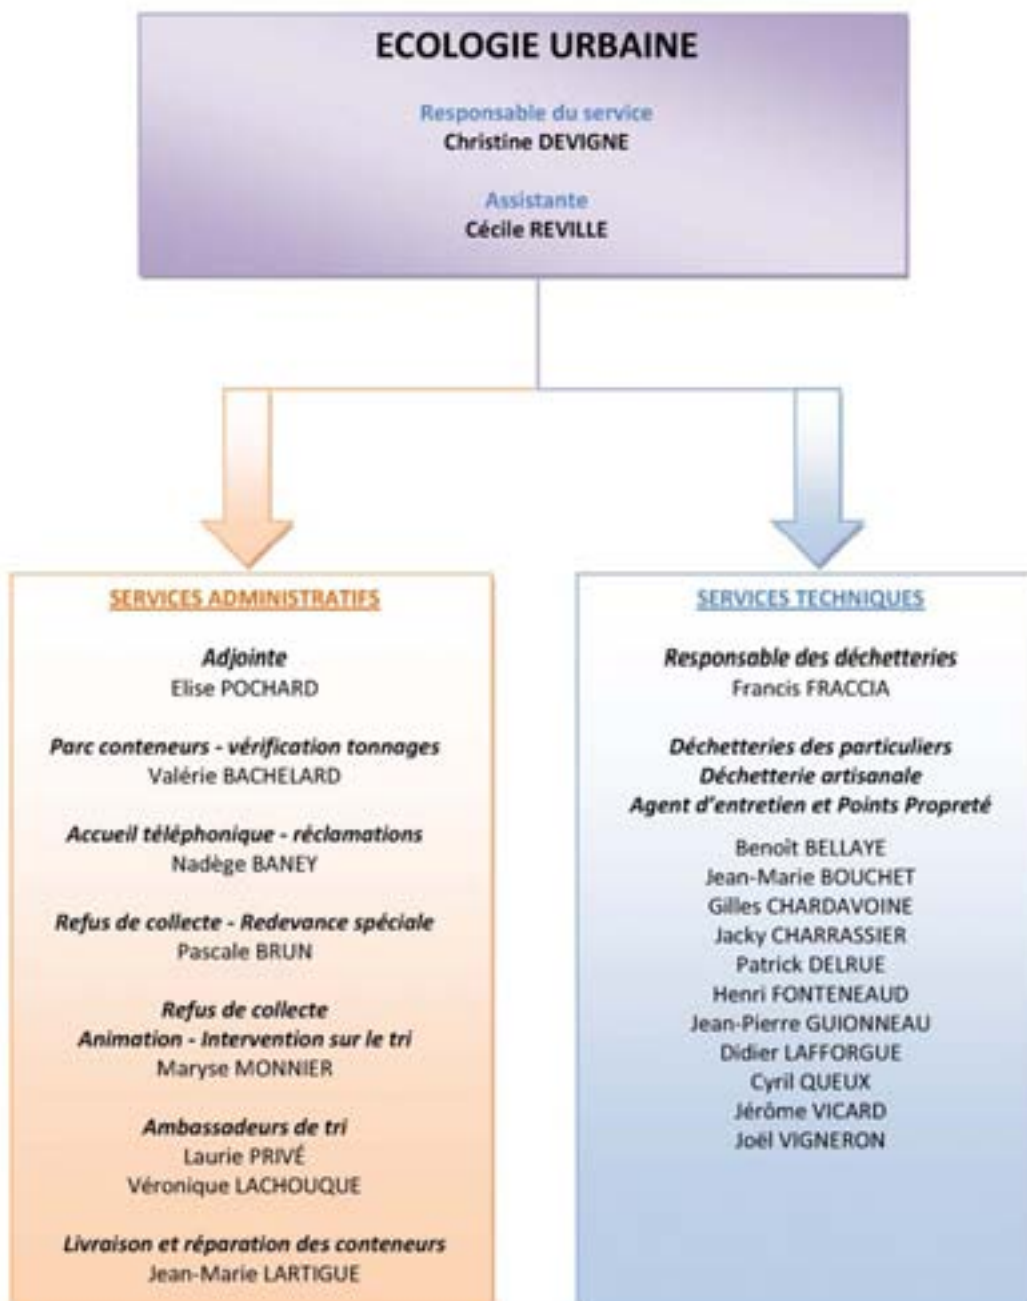 ECOLOGIE URBAINE
Responsable du service
Christine DEVIGNE
Assistante
Cécile REVILLE
SERVICES ADMINISTRATIFS
Adjointe
Elise POCHARD
Parc conteneurs - vérification tonnages
Valérie BACHELARD
Accueil téléphonique - réclamations
Nadège BANEY
Refus de collecte - Redevance spéciale
Pascale BRUN
Refus de collecte
Animation - Intervention sur le tri
Maryse MONNIER
Ambassadeurs de tri
Laurie PRIVÉ
Véronique LACHOUQUE
Livraison et réparation des conteneurs
Jean-Marie LARTIGUE
SERVICES TECHNIQUES
Responsable des déchetteries
Francis FRACCIA
Déchetteries des particuliers
Déchetterie artisanale
Agent d'entretien et Points Propreté
Benoît BELLAYE
Jean-Marie BOUCHET
Gilles CHARDAVOINE
Jacky CHARRASSIER
Patrick DELRUE
Henri FONTENEAUD
Jean-Pierre GUIONNEAU
Didier LAFFORGUE
Cyril QUEUX
Jérôme VICARD
Joël VIGNERON